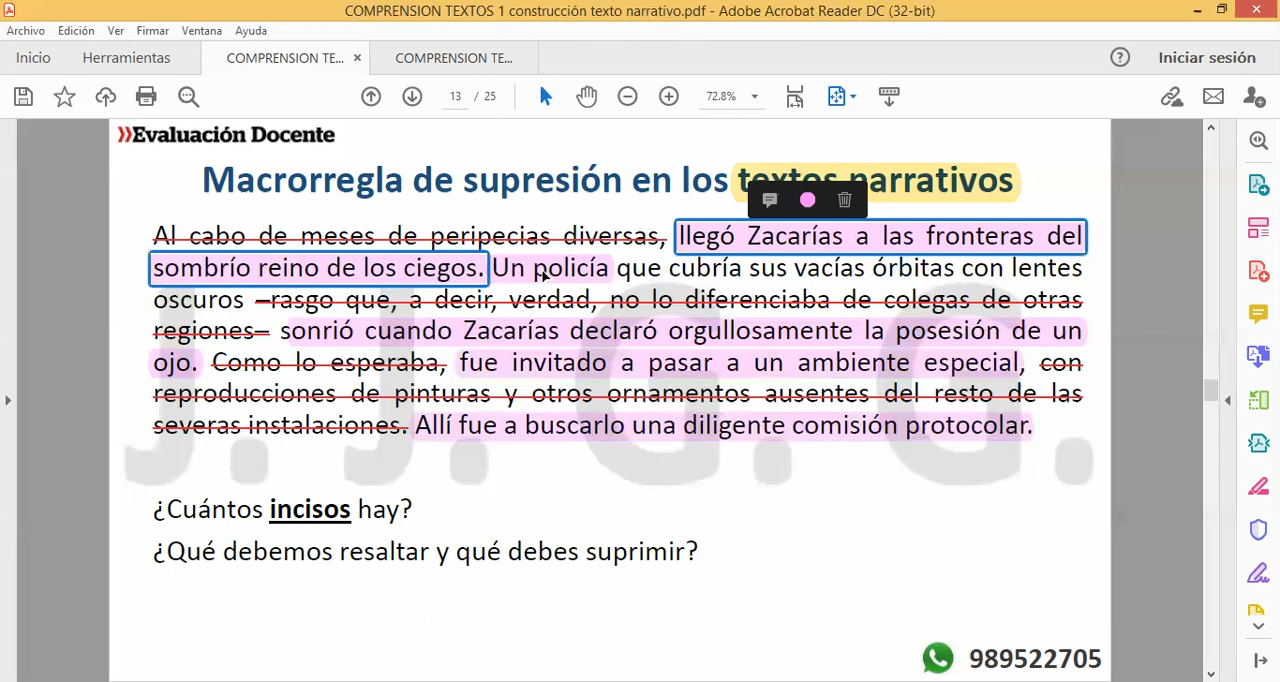 COMPRENSION TEXTOS 1 construcción texto narrativo.pdf - Adobe Acrobat Reader DC (32-bit)
Archivo Edición Ver Firmar Ventana Ayuda
Inicio Herramientas COMPRENSION TE... COMPRENSION TE... Iniciar sesión
13 / 25 72.8%
Evaluación Docente
Macrorregla de supresión en los textos narrativos
Al cabo de meses de peripecias diversas, llegó Zacarías a las fronteras del
sombrío reino de los ciegos. Un policía que cubría sus vacías órbitas con lentes
oscuros –rasgo que, a decir, verdad, no lo diferenciaba de colegas de otras
regiones– sonrió cuando Zacarías declaró orgullosamente la posesión de un
ojo. Como lo esperaba, fue invitado a pasar a un ambiente especial, con
reproducciones de pinturas y otros ornamentos ausentes del resto de las
severas instalaciones. Allí fue a buscarlo una diligente comisión protocolar.
J. J. G. G.
¿Cuántos incisos hay?
¿Qué debemos resaltar y qué debes suprimir?
989522705